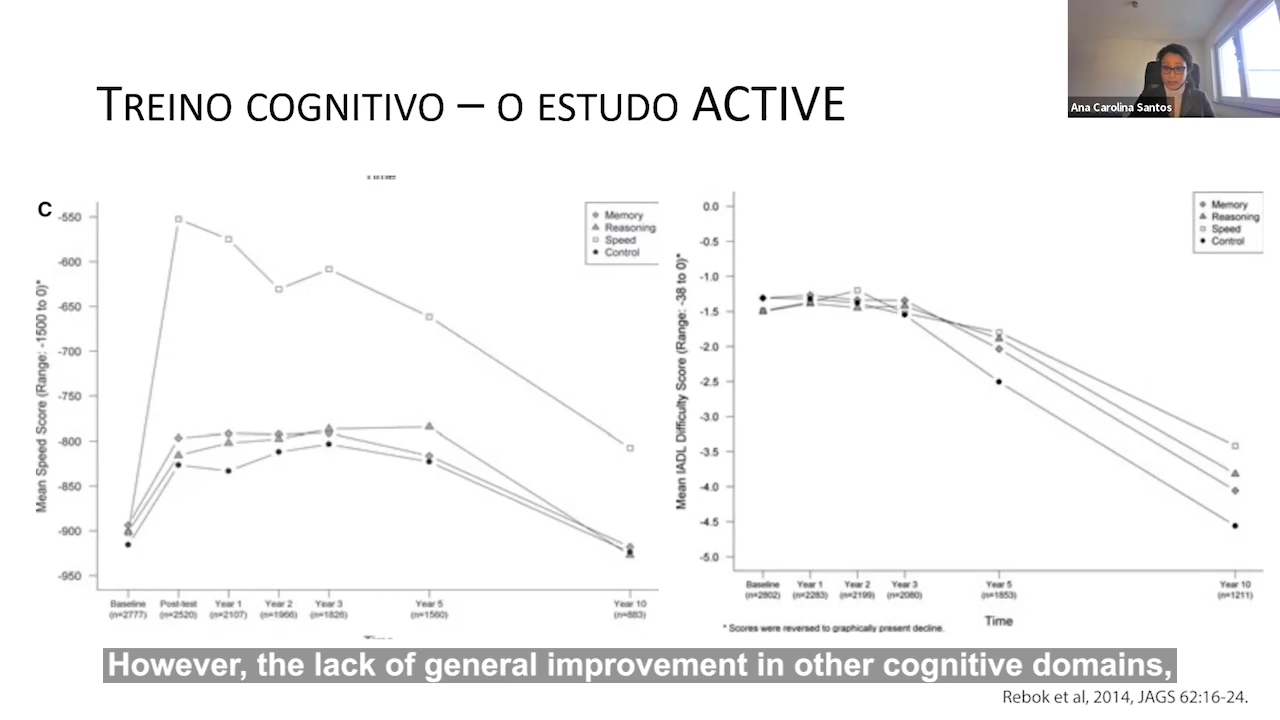 Ana Carolina Santos
TREINO COGNITIVO – O ESTUDO ACTIVE
C
Mean Speed Score (Range: -1500 to 0)*
-550
-600
-650
-700
-750
-800
-850
-900
-950
Memory
Reasoning
Speed
Control
Baseline Post-test Year 1 Year 2 Year 3 Year 5 Year 10
(n=2777) (n=2520) (n=2107) (n=1966) (n=1826) (n=1560) (n=883)
Mean IADL Difficulty Score (Range: -38 to 0)*
0.0
-0.5
-1.0
-1.5
-2.0
-2.5
-3.0
-3.5
-4.0
-4.5
-5.0
Memory
Reasoning
Speed
Control
Baseline Year 1 Year 2 Year 3 Year 5 Year 10
(n=2802) (n=2283) (n=2199) (n=2080) (n=1853) (n=1211)
Time
* Scores were reversed to graphically present decline.
However, the lack of general improvement in other cognitive domains,
Rebok et al, 2014, JAGS 62:16-24.